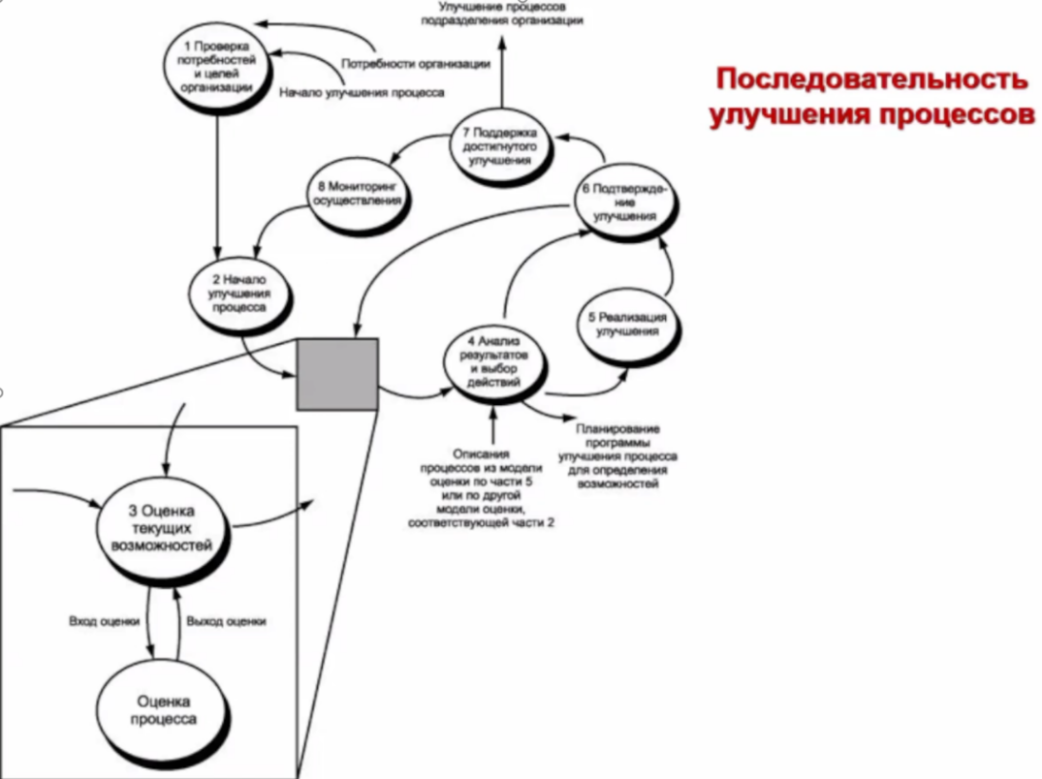 Улучшение процессов
подразделения организации
Последовательность
улучшения процессов
1 Проверка
потребностей
и целей
организации
Потребности организации
Начало улучшения процесса
7 Поддержка
достигнутого
улучшения
8 Мониторинг
осуществления
6 Подтвержде-
ние
улучшения
2 Начало
улучшения
процесса
5 Реализация
улучшения
4 Анализ
результатов
и выбор
действий
Планирование
программы
улучшения процесса
для определения
возможностей
Описания
процессов из модели
оценки по части 5
или по другой
модели оценки,
соответствующей части 2
3 Оценка
текущих
возможностей
Вход оценки
Выход оценки
Оценка
процесса